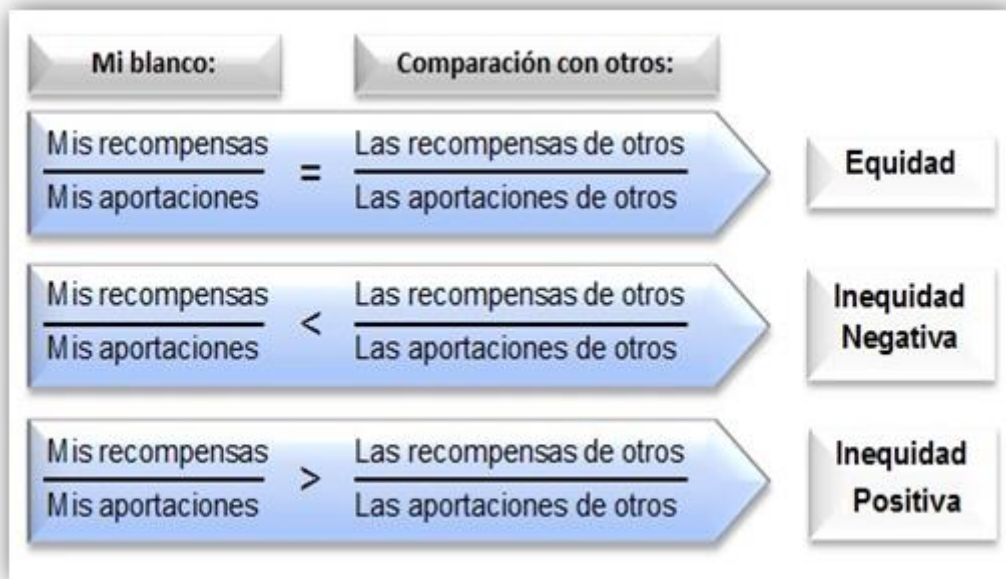 Mi blanco:
Comparación con otros:
Mis recompensas
Mis aportaciones
=
Las recompensas de otros
Las aportaciones de otros
Equidad
Mis recompensas
Mis aportaciones
<
Las recompensas de otros
Las aportaciones de otros
Inequidad
Negativa
Mis recompensas
Mis aportaciones
>
Las recompensas de otros
Las aportaciones de otros
Inequidad
Positiva